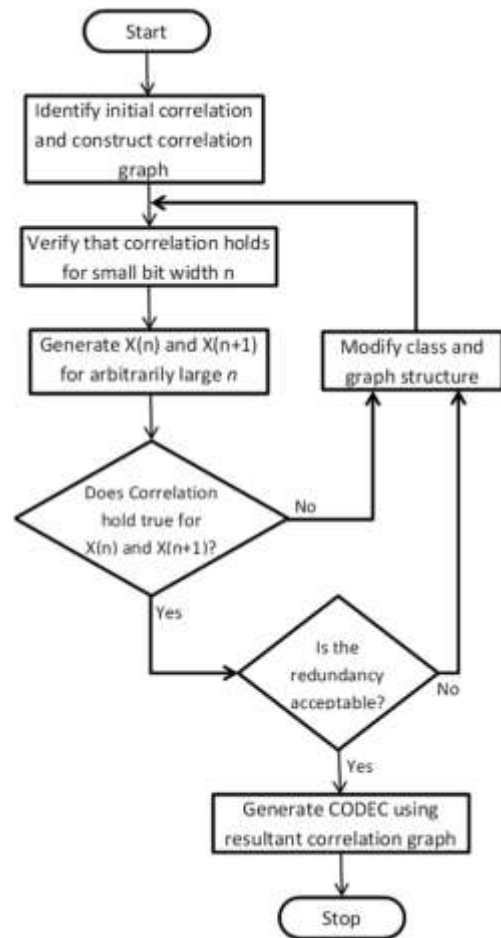 Start
Identify initial correlation
and construct correlation
graph
Verify that correlation holds
for small bit width n
Generate X(n) and X(n+1)
for arbitrarily large n
Modify class and
graph structure
Does Correlation
hold true for
X(n) and X(n+1)?
No
Yes
Is the
redundancy
acceptable?
No
Yes
Generate CODEC using
resultant correlation graph
Stop